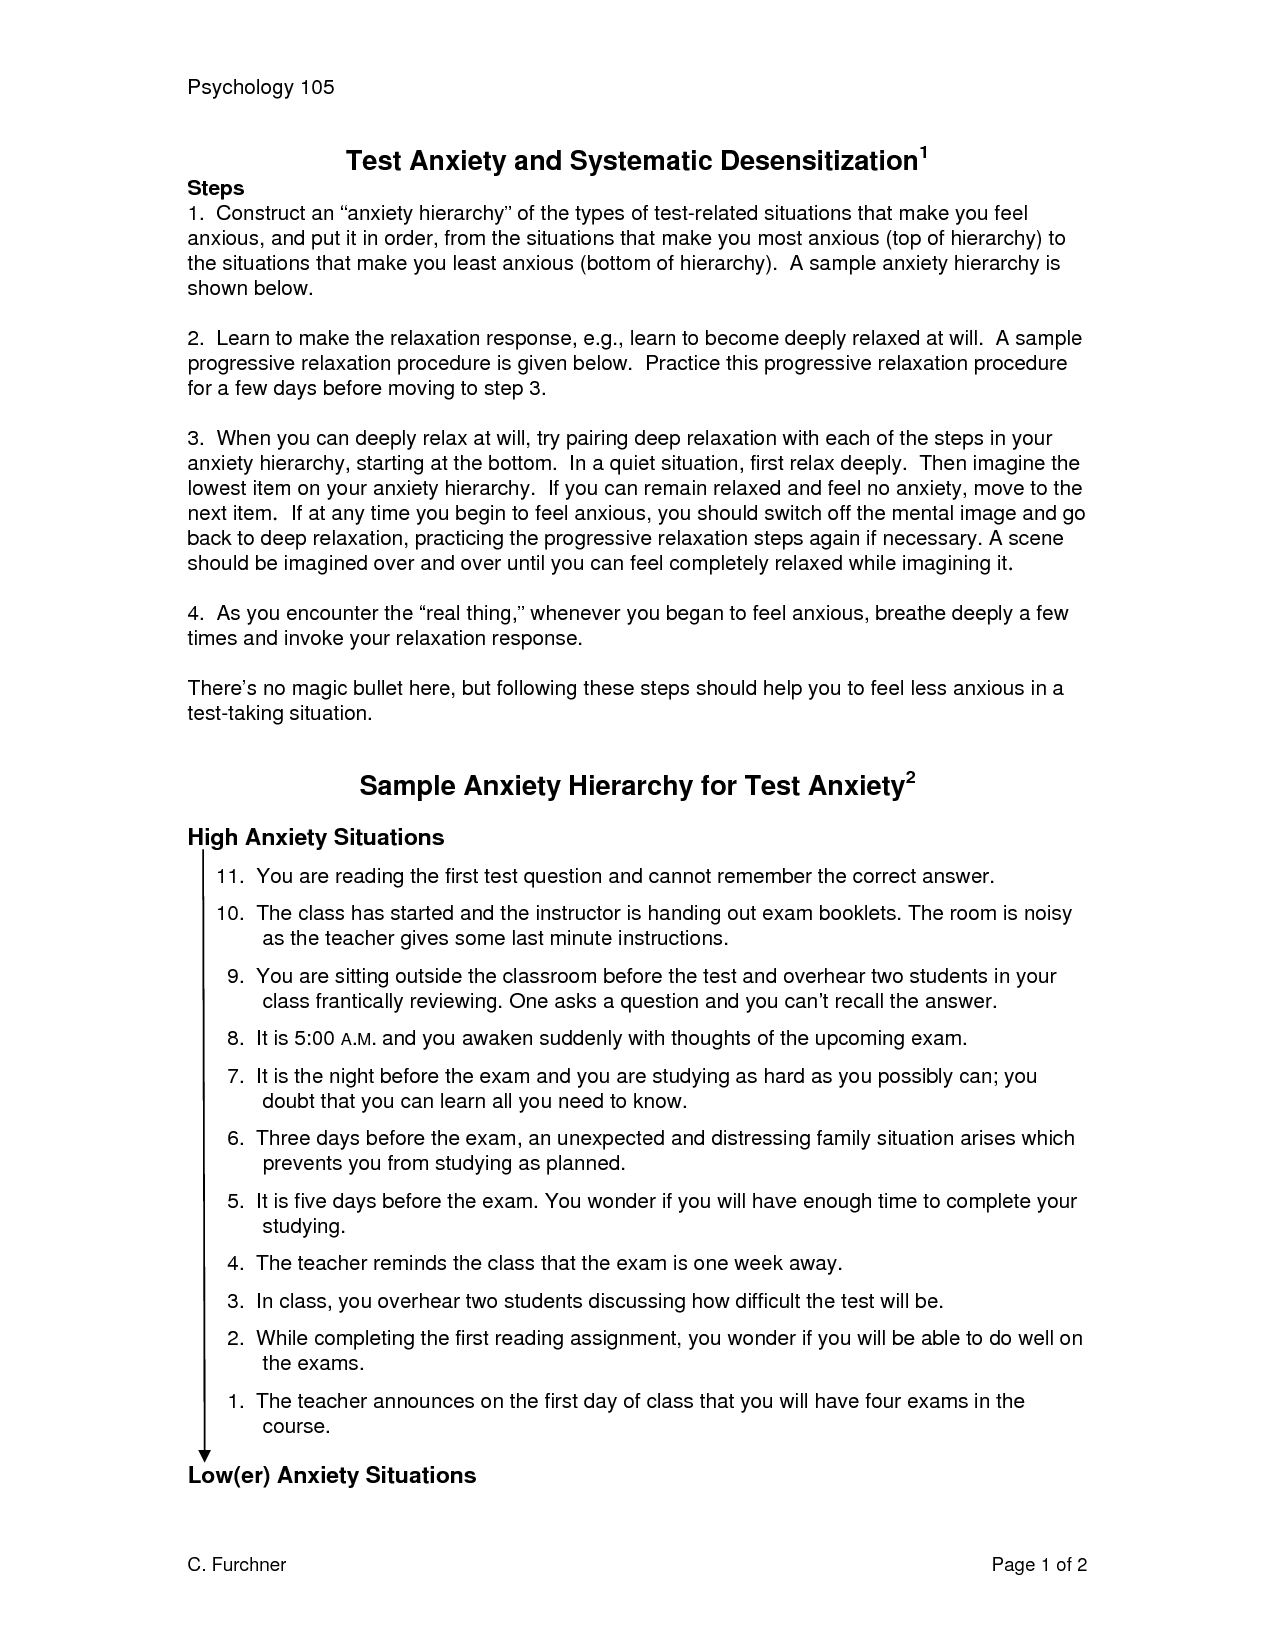 Psychology 105
Test Anxiety and Systematic Desensitization1
Steps
1.  Construct an “anxiety hierarchy” of the types of test-related situations that make you feel
anxious, and put it in order, from the situations that make you most anxious (top of hierarchy) to
the situations that make you least anxious (bottom of hierarchy).  A sample anxiety hierarchy is
shown below.
2.  Learn to make the relaxation response, e.g., learn to become deeply relaxed at will.  A sample
progressive relaxation procedure is given below.  Practice this progressive relaxation procedure
for a few days before moving to step 3.
3.  When you can deeply relax at will, try pairing deep relaxation with each of the steps in your
anxiety hierarchy, starting at the bottom.  In a quiet situation, first relax deeply.  Then imagine the
lowest item on your anxiety hierarchy.  If you can remain relaxed and feel no anxiety, move to the
next item.  If at any time you begin to feel anxious, you should switch off the mental image and go
back to deep relaxation, practicing the progressive relaxation steps again if necessary. A scene
should be imagined over and over until you can feel completely relaxed while imagining it.
4.  As you encounter the “real thing,” whenever you began to feel anxious, breathe deeply a few
times and invoke your relaxation response.
There’s no magic bullet here, but following these steps should help you to feel less anxious in a
test-taking situation.
Sample Anxiety Hierarchy for Test Anxiety2
High Anxiety Situations
11.  You are reading the first test question and cannot remember the correct answer.
10.  The class has started and the instructor is handing out exam booklets. The room is noisy
as the teacher gives some last minute instructions.
9.  You are sitting outside the classroom before the test and overhear two students in your
class frantically reviewing. One asks a question and you can’t recall the answer.
8.  It is 5:00 A.M. and you awaken suddenly with thoughts of the upcoming exam.
7.  It is the night before the exam and you are studying as hard as you possibly can; you
doubt that you can learn all you need to know.
6.  Three days before the exam, an unexpected and distressing family situation arises which
prevents you from studying as planned.
5.  It is five days before the exam. You wonder if you will have enough time to complete your
studying.
4.  The teacher reminds the class that the exam is one week away.
3.  In class, you overhear two students discussing how difficult the test will be.
2.  While completing the first reading assignment, you wonder if you will be able to do well on
the exams.
1.  The teacher announces on the first day of class that you will have four exams in the
course.
Low(er) Anxiety Situations
C. Furchner
Page 1 of 2